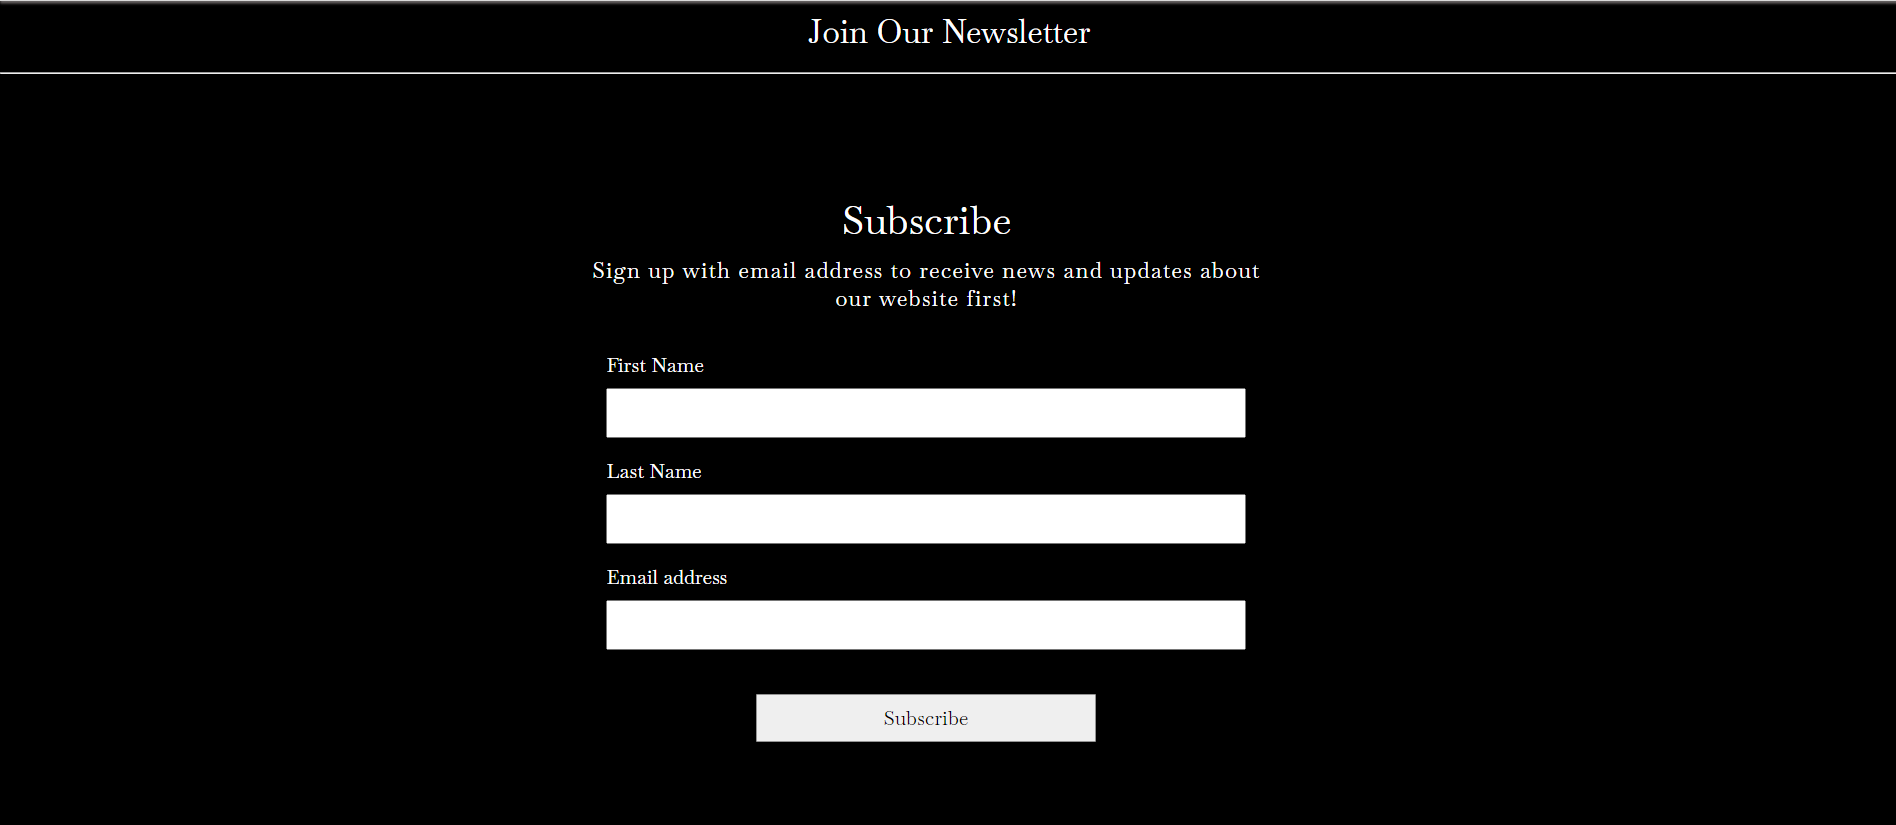 Join Our Newsletter
Subscribe
Sign up with email address to receive news and updates about
our website first!
First Name
Last Name
Email address
Subscribe